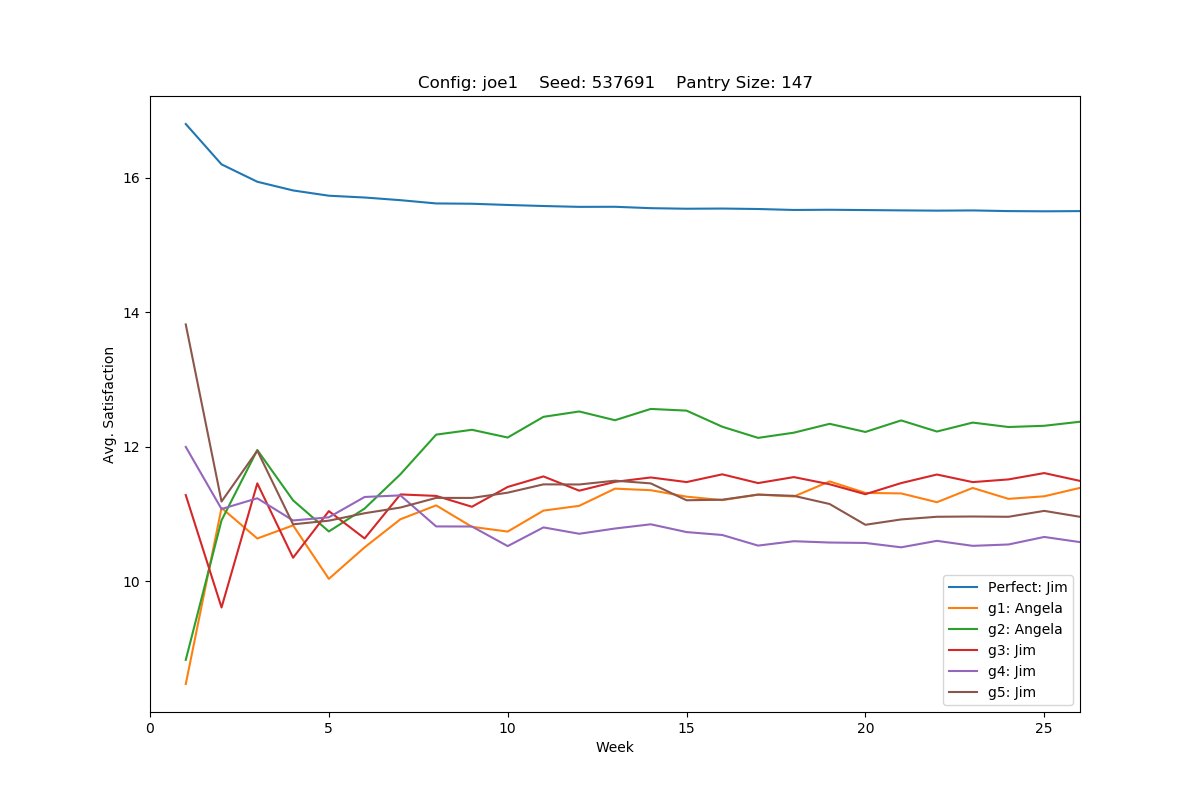 Config: joe1    Seed: 537691    Pantry Size: 147
16
14
12
10
Avg. Satisfaction
Perfect: Jim
g1: Angela
g2: Angela
g3: Jim
g4: Jim
g5: Jim
0 5 10 15 20 25
Week